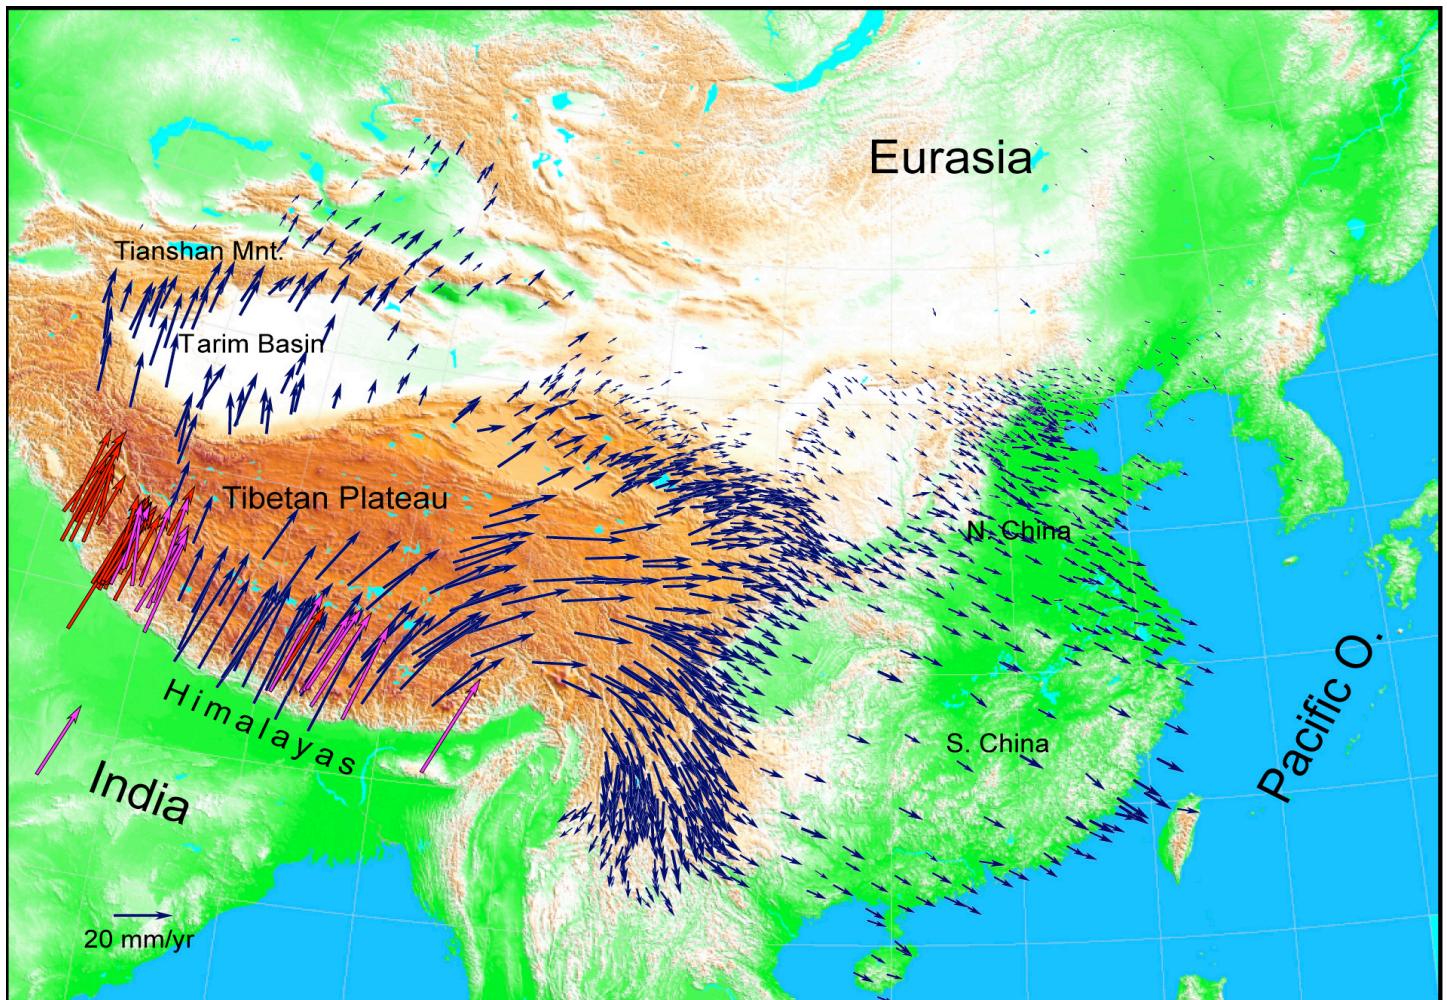 Eurasia
Tianshan Mnt.
Tarim Basin
Tibetan Plateau
N. China
Himalayas
Pacific O.
S. China
India
20 mm/yr